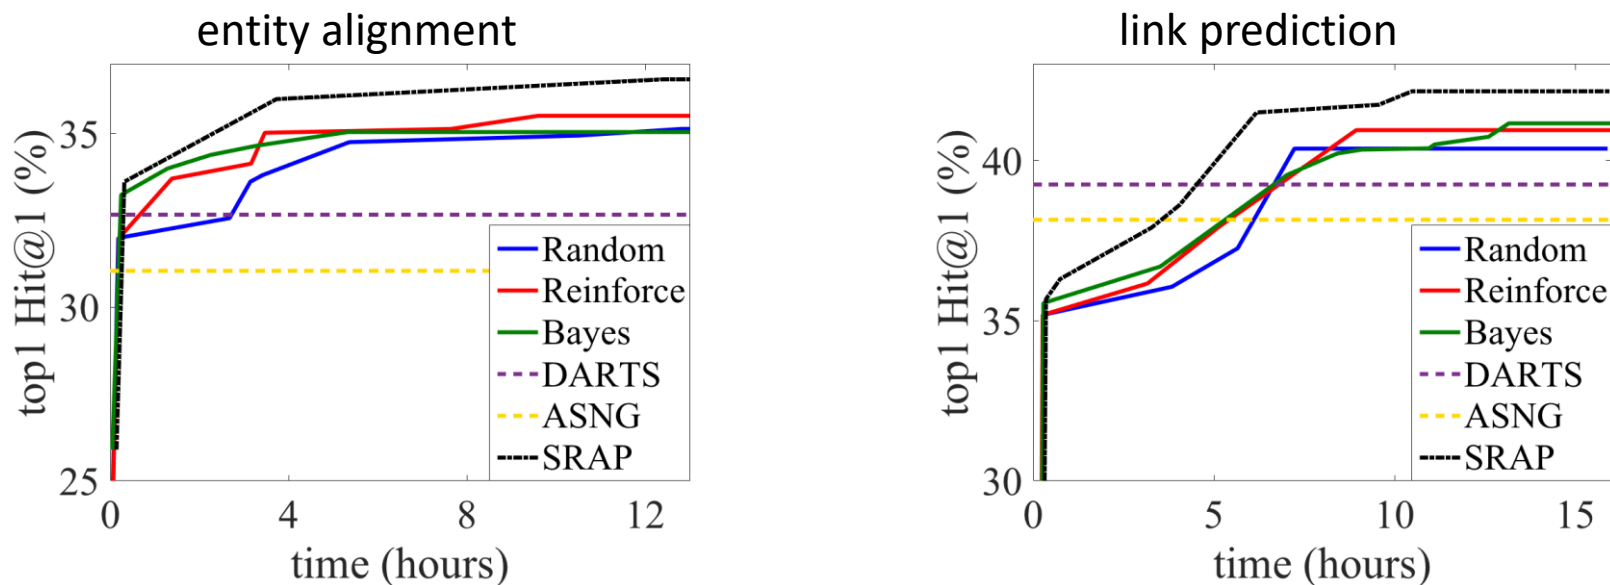 entity alignment
top1 Hit@1 (%)
35
30
25
0 4 8 12
time (hours)
Random
Reinforce
Bayes
DARTS
ASNG
SRAP
link prediction
top1 Hit@1 (%)
40
35
30
0 5 10 15
time (hours)
Random
Reinforce
Bayes
DARTS
ASNG
SRAP